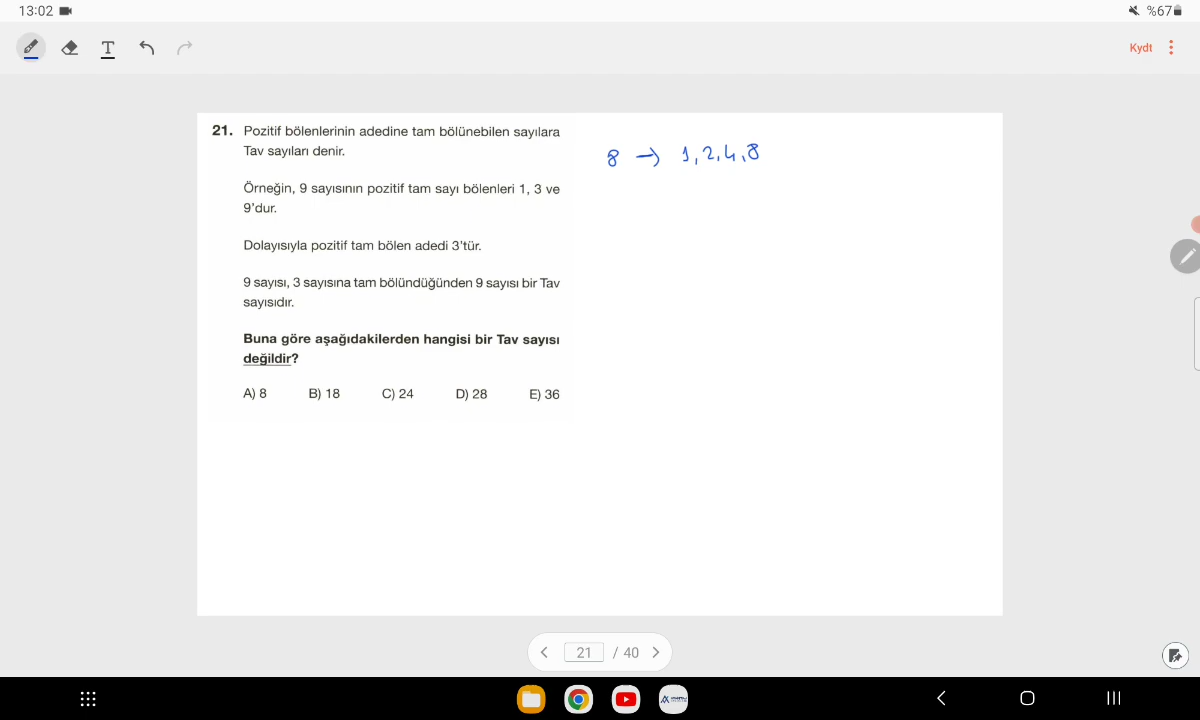 13:02
%67
T
Kydt
21. Pozitif bölenlerinin adedine tam bölünebilen sayılara
Tav sayıları denir.
Örneğin, 9 sayısının pozitif tam sayı bölenleri 1, 3 ve
9'dur.
Dolayısıyla pozitif tam bölen adedi 3'tür.
9 sayısı, 3 sayısına tam bölündüğünden 9 sayısı bir Tav
sayısıdır.
Buna göre aşağıdakilerden hangisi bir Tav sayısı
değildir?
A) 8 B) 18 C) 24 D) 28 E) 36
8 → 1, 2, 4, 8
21 / 40